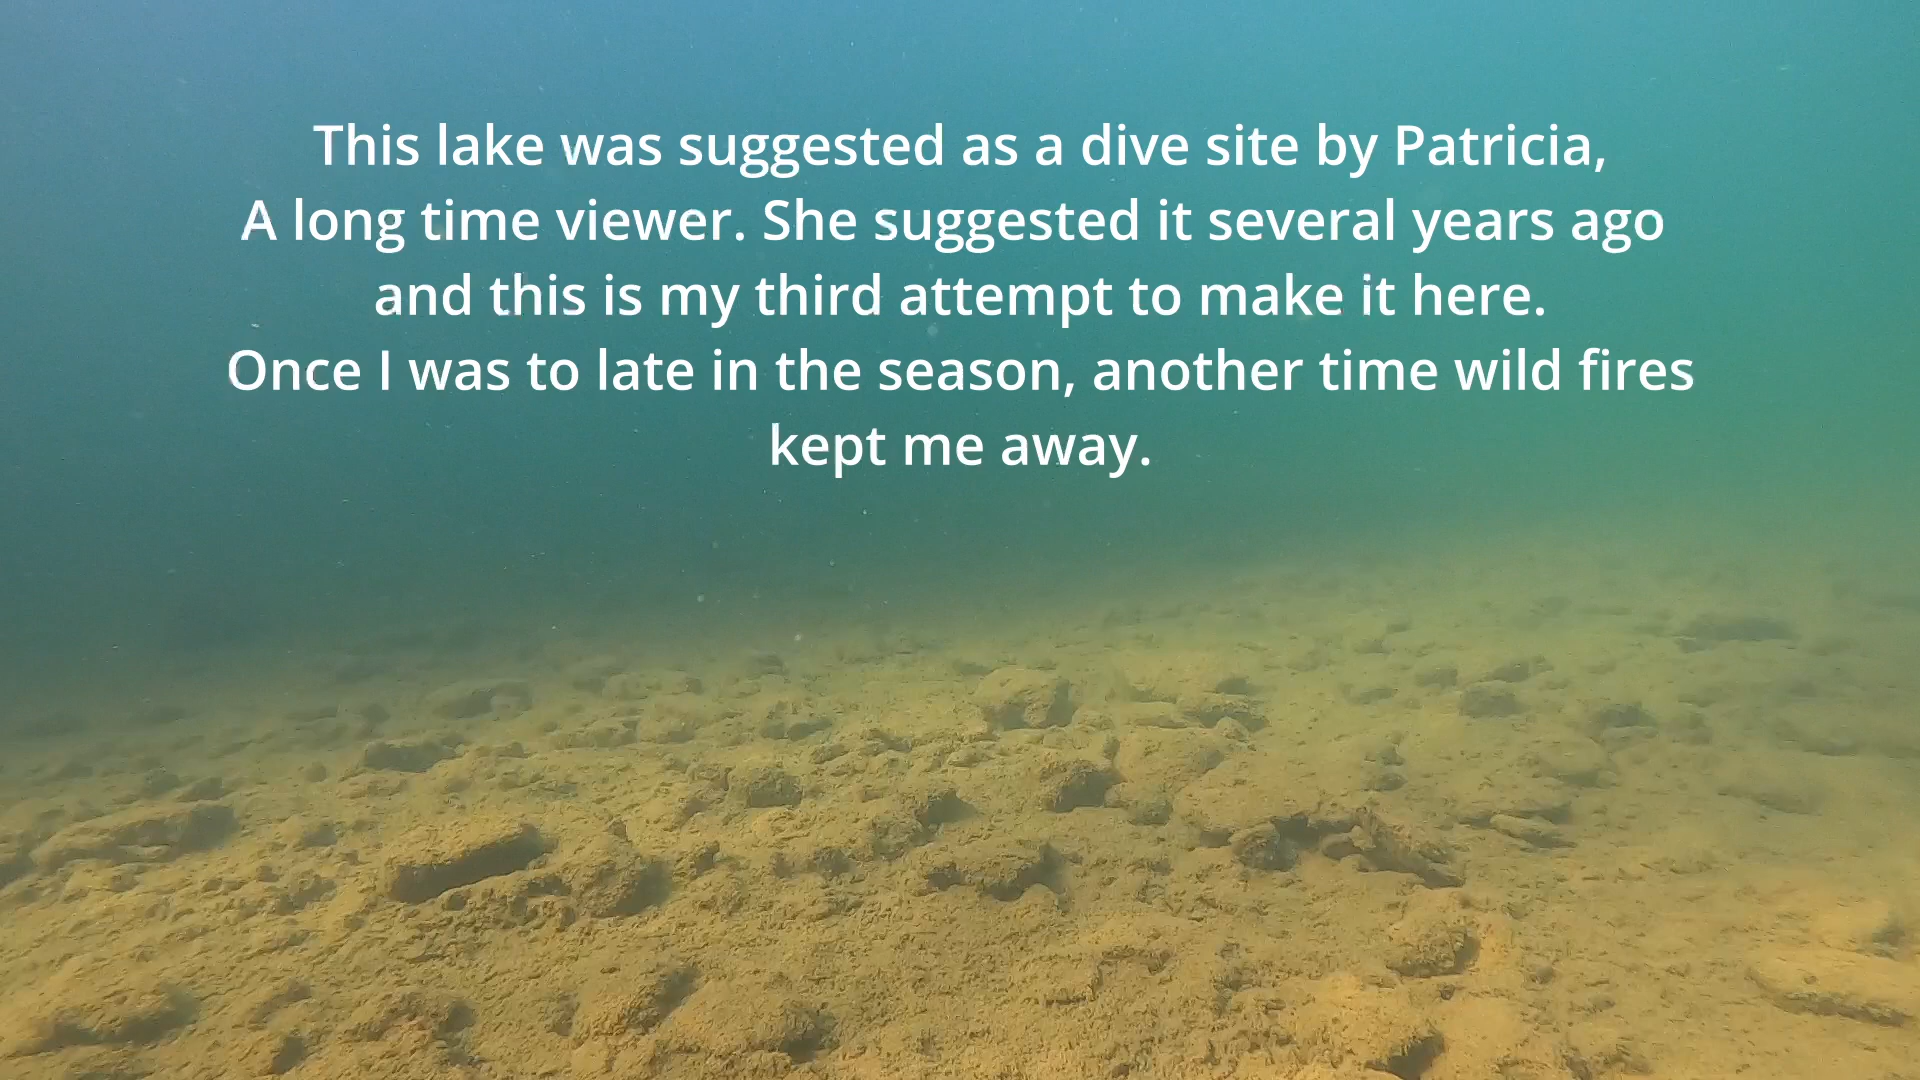 This lake was suggested as a dive site by Patricia,
A long time viewer. She suggested it several years ago
and this is my third attempt to make it here.
Once I was to late in the season, another time wild fires
kept me away.